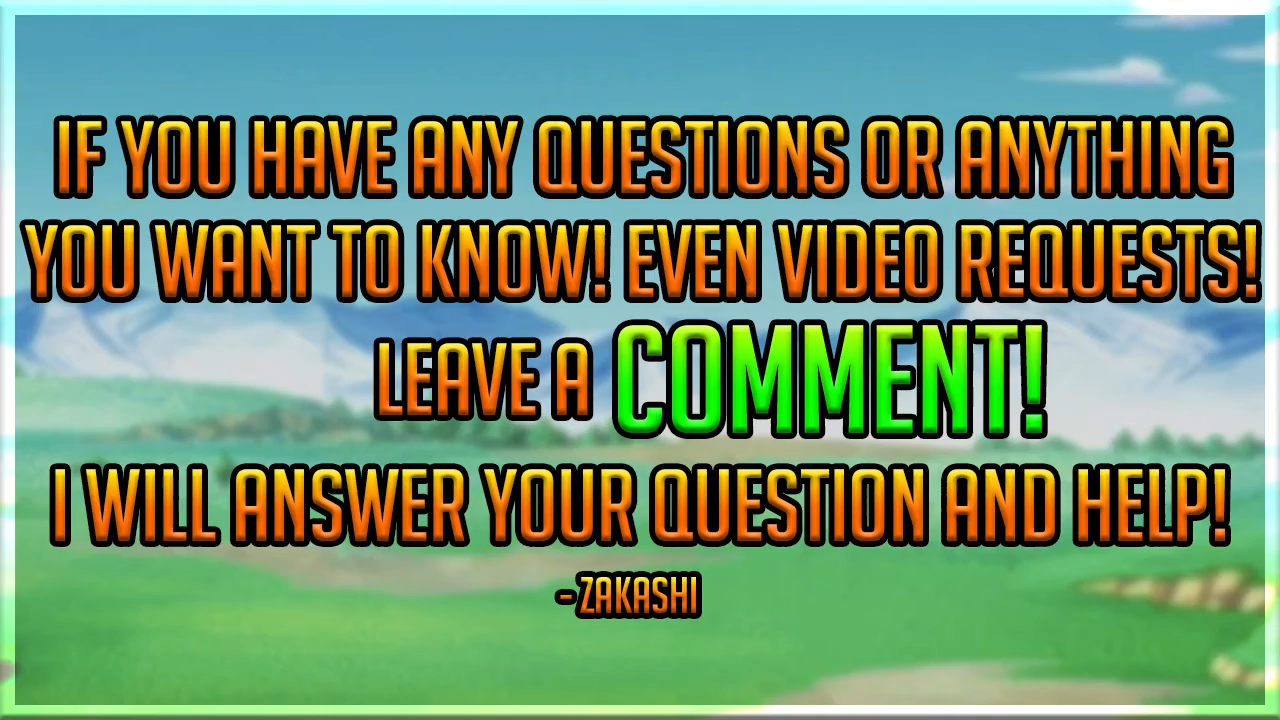 IF YOU HAVE ANY QUESTIONS OR ANYTHING
YOU WANT TO KNOW! EVEN VIDEO REQUESTS!
LEAVE A COMMENT!
I WILL ANSWER YOUR QUESTION AND HELP!
- ZAKASHI